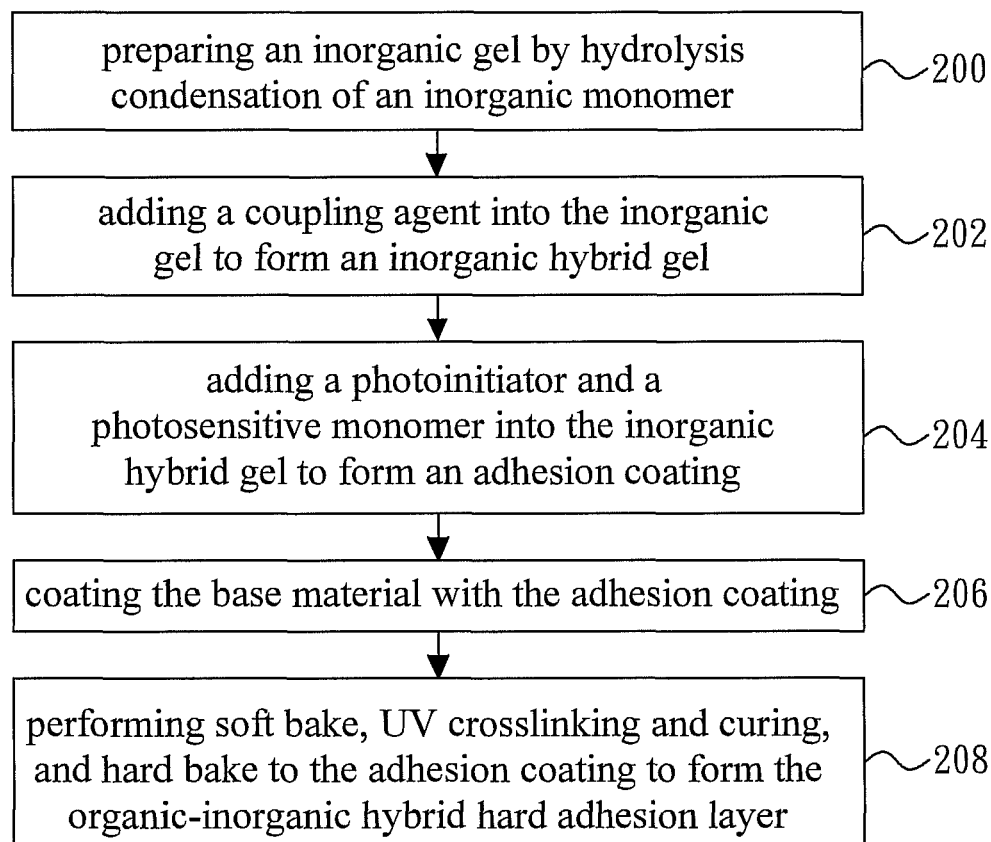 preparing an inorganic gel by hydrolysis
condensation of an inorganic monomer
200
adding a coupling agent into the inorganic
gel to form an inorganic hybrid gel
202
adding a photoinitiator and a
photosensitive monomer into the inorganic
hybrid gel to form an adhesion coating
204
coating the base material with the adhesion coating
206
performing soft bake, UV crosslinking and curing,
and hard bake to the adhesion coating to form the
organic-inorganic hybrid hard adhesion layer
208